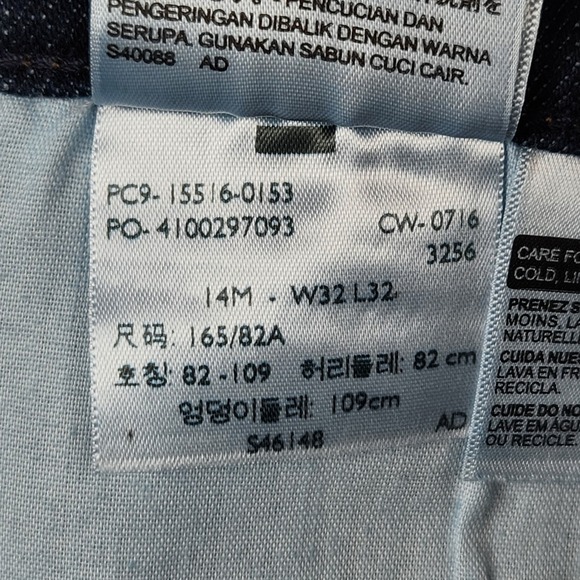 PENCUCIAN DAN
PENGERINGAN DIBALIK DENGAN WARNA
SERUPA. GUNAKAN SABUN CUCI CAIR.
S40088 AD
PC9-15516-0153
PO-4100297093
CW-0716
3256
14M - W32 L32
尺码: 165/82A
호칭: 82-109 허리둘레: 82 cm
엉덩이둘레: 109cm
S46148 AD
CARE FO
COLD, LI
PRENEZ S
MOINS, LA
NATURELL
CUIDA NUE
LAVA EN FR
RECICLA.
CUIDE DO NO
LAVE EM ÁGU
OU RECICLE.